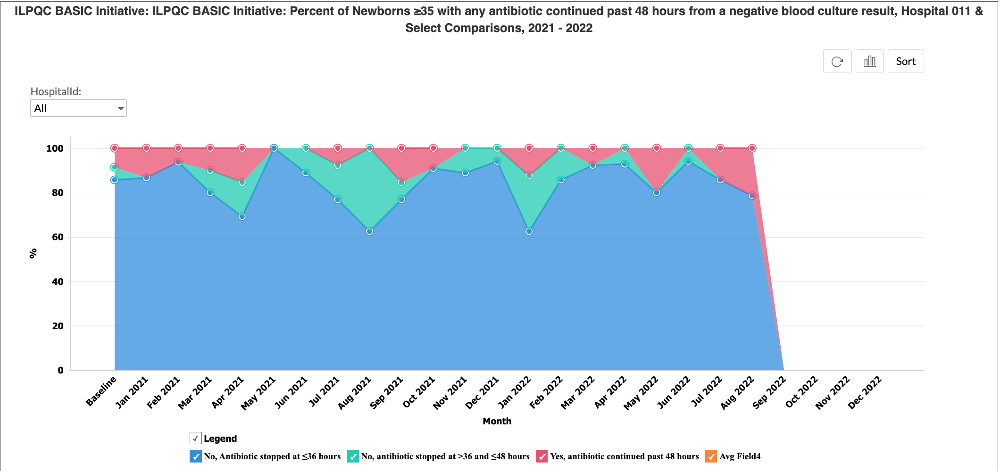 ILPQC BASIC Initiative: ILPQC BASIC Initiative: Percent of Newborns ≥35 with any antibiotic continued past 48 hours from a negative blood culture result, Hospital 011 &
Select Comparisons, 2021 - 2022
Sort
HospitalId:
All
100
80
60
40
20
0
%
Baseline
Jan 2021
Feb 2021
Mar 2021
Apr 2021
May 2021
Jun 2021
Jul 2021
Aug 2021
Sep 2021
Oct 2021
Nov 2021
Dec 2021
Jan 2022
Feb 2022
Mar 2022
Apr 2022
May 2022
Jun 2022
Jul 2022
Aug 2022
Sep 2022
Oct 2022
Nov 2022
Dec 2022
Month
Legend
No, Antibiotic stopped at ≤36 hours
No, antibiotic stopped at >36 and ≤48 hours
Yes, antibiotic continued past 48 hours
Avg Field4